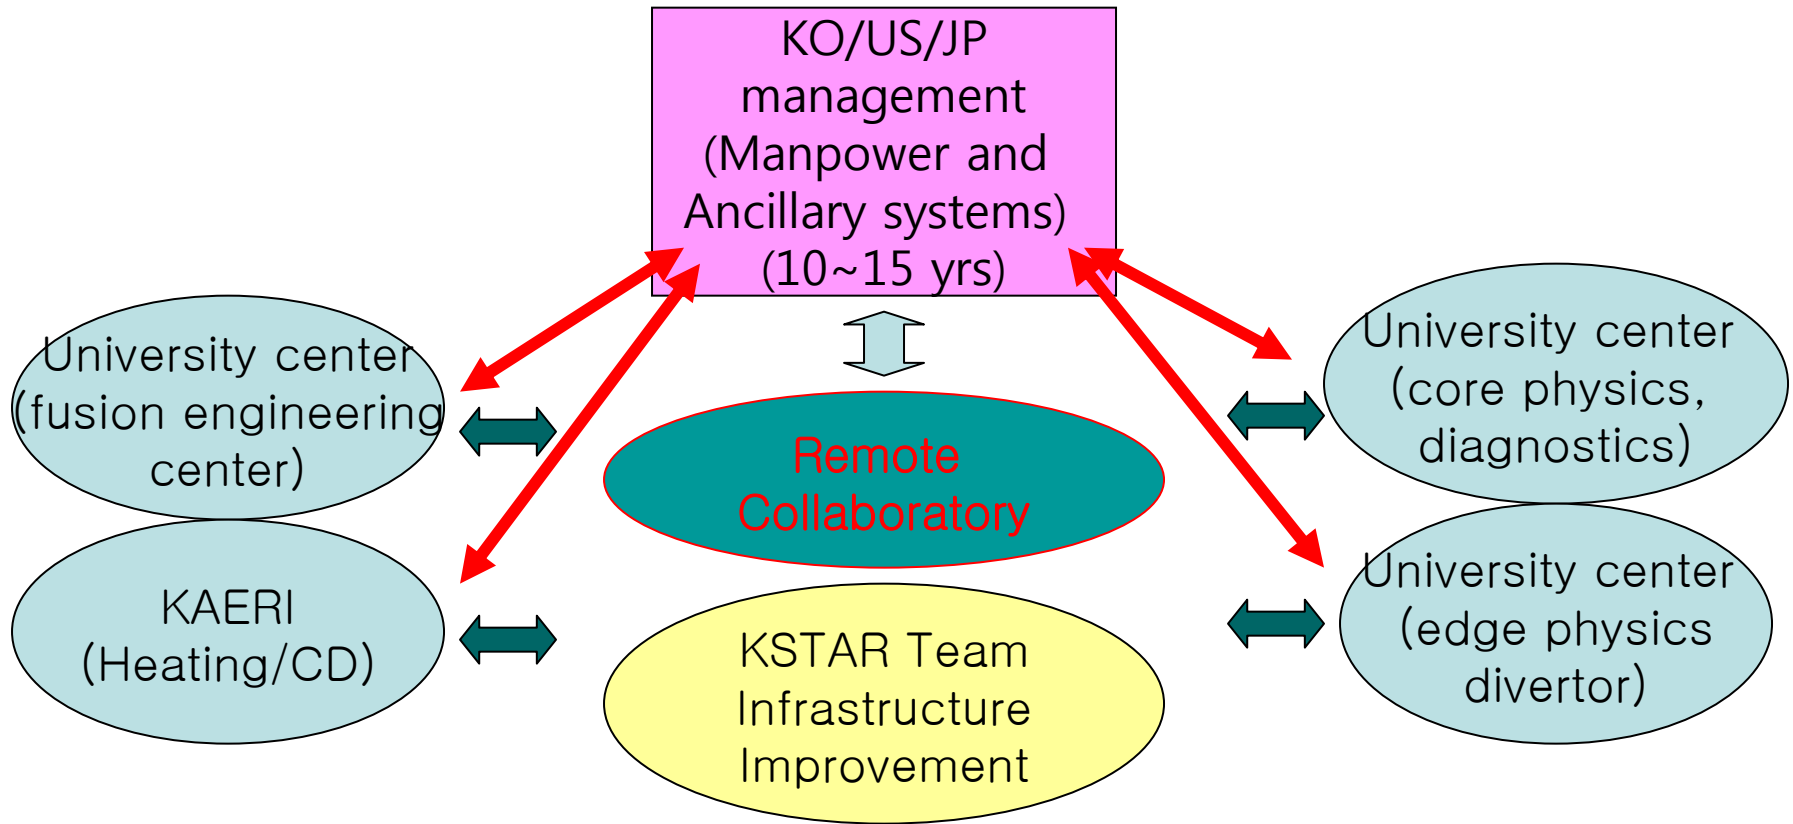 KO/US/JP
management
(Manpower and
Ancillary systems)
(10~15 yrs)
University center
(fusion engineering
center)
University center
(core physics,
diagnostics)
Remote
Collaboratory
KAERI
(Heating/CD)
University center
(edge physics
divertor)
KSTAR Team
Infrastructure
Improvement